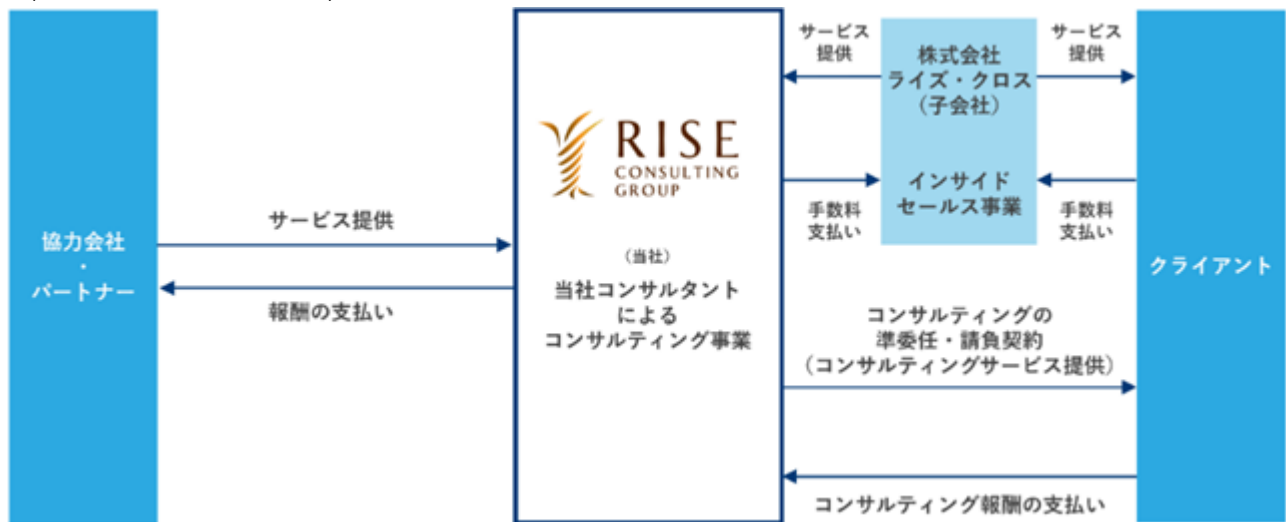 協力会社
・
パートナー
サービス提供
報酬の支払い
RISE
CONSULTING
GROUP
（当社）
当社コンサルタント
による
コンサルティング事業
サービス
提供
株式会社
ライズ・クロス
（子会社）
サービス
提供
インサイド
セールス事業
手数料
支払い
手数料
支払い
コンサルティングの
準委任・請負契約
（コンサルティングサービス提供）
コンサルティング報酬の支払い
クライアント